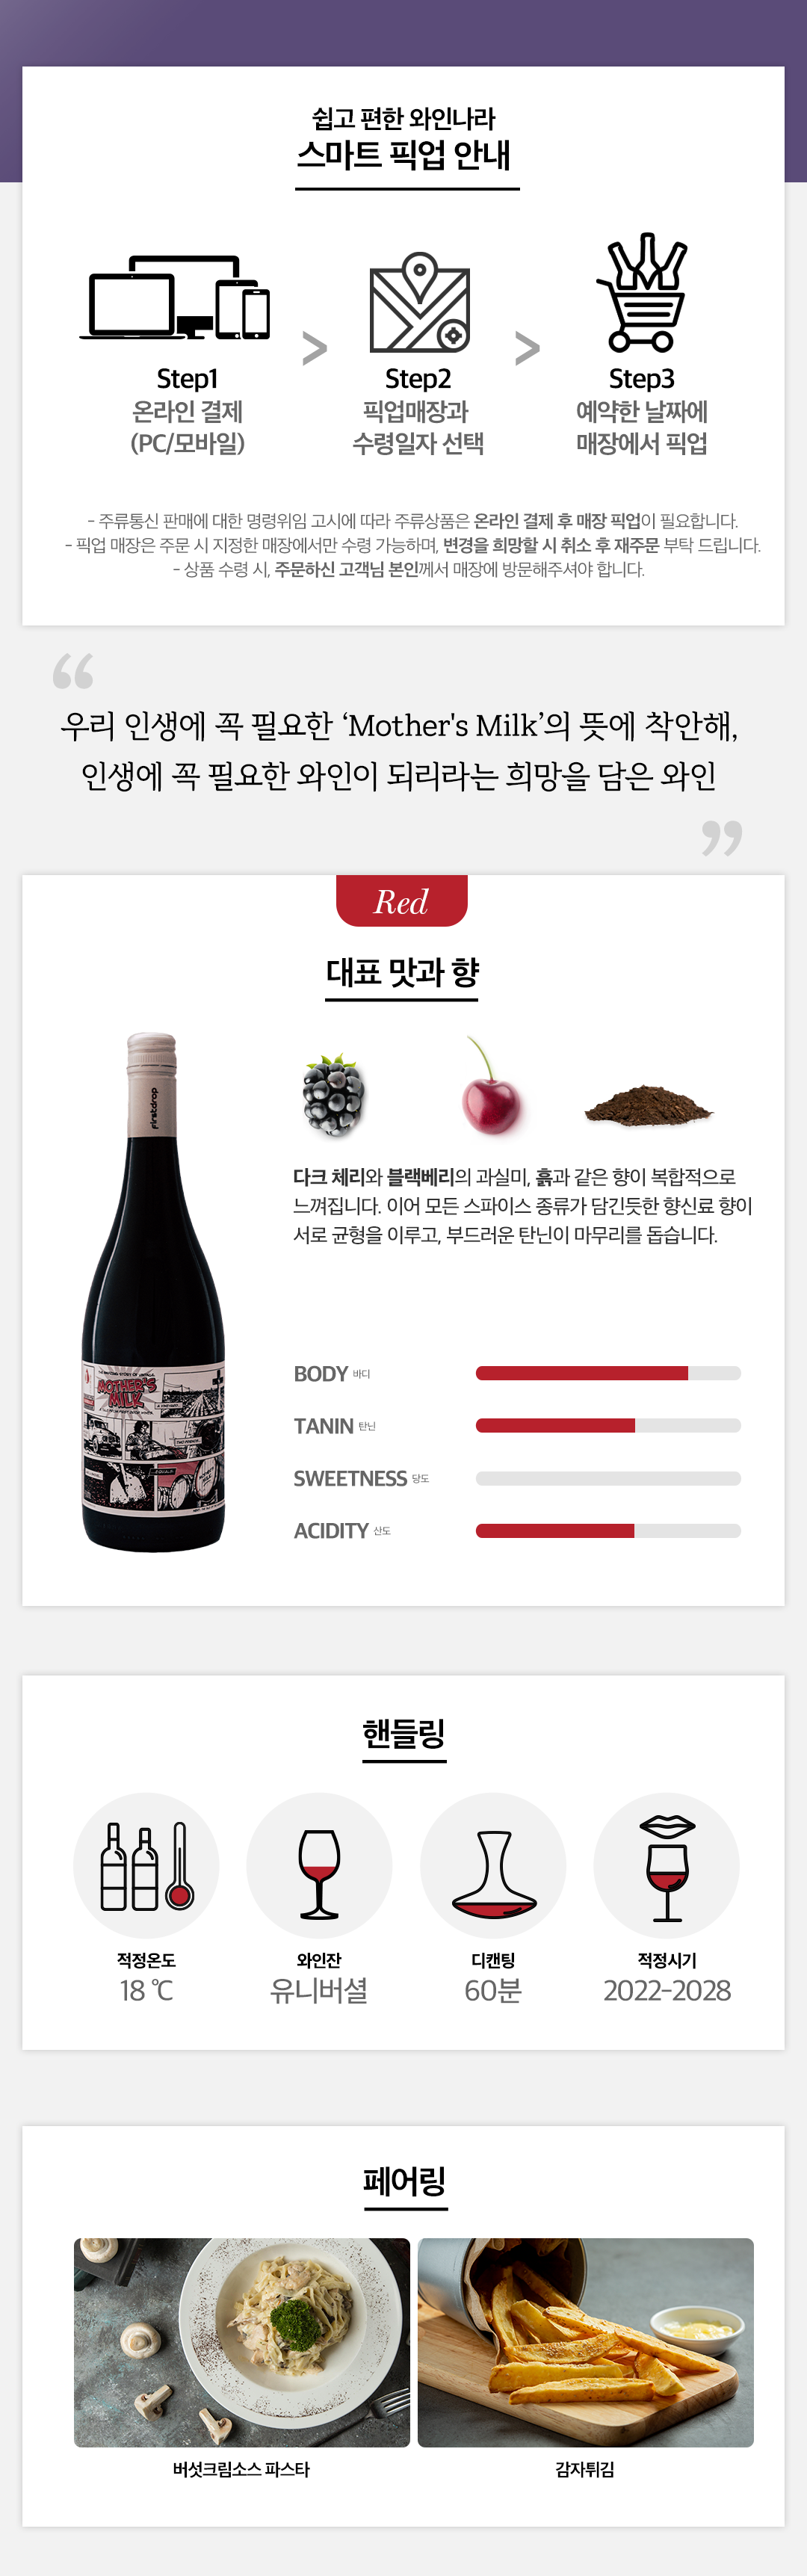 쉽고 편한 와인나라
스마트 픽업 안내
Step1
온라인 결제
(PC/모바일)
>
Step2
픽업매장과
수령일자 선택
>
Step3
예약한 날짜에
매장에서 픽업
- 주류통신 판매에 대한 명령위임 고시에 따라 주류상품은 온라인 결제 후 매장 픽업이 필요합니다.
- 픽업 매장은 주문 시 지정한 매장에서만 수령 가능하며, 변경을 희망할 시 취소 후 재주문 부탁 드립니다.
- 상품 수령 시, 주문하신 고객님 본인께서 매장에 방문해주셔야 합니다.
“
우리 인생에 꼭 필요한 ‘Mother's Milk’의 뜻에 착안해,
인생에 꼭 필요한 와인이 되리라는 희망을 담은 와인
”
Red
대표 맛과 향
firstdrop
MOTHER'S
MILK
다크 체리와 블랙베리의 과실미, 흙과 같은 향이 복합적으로
느껴집니다. 이어 모든 스파이스 종류가 담긴듯한 향신료 향이
서로 균형을 이루고, 부드러운 탄닌이 마무리를 돕습니다.
BODY 바디
TANIN 탄닌
SWEETNESS 당도
ACIDITY 산도
핸들링
적정온도
18 ℃
와인잔
유니버셜
디캔팅
60분
적정시기
2022-2028
페어링
버섯크림소스 파스타
감자튀김